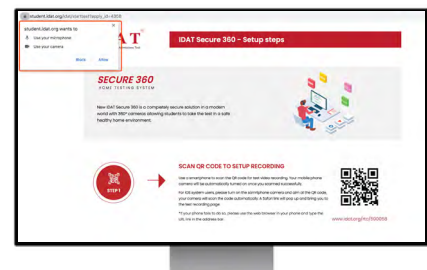 student.idat.org
student.idat.org wants to
Use your microphone
Use your camera
Block Allow
IDAT Secure 360 - Setup steps
SECURE 360
HOME TESTING SYSTEM
New IDAT Secure 360 is a completely secure solution in a modern
world with 360° cameras allowing students to take the test in a safe
healthy home environment.
STEP 1
SCAN QR CODE TO SETUP RECORDING
Use a smartphone to scan the QR code for test video recording. Your mobile phone
camera will be automatically turned on once you scanned successfully.
For iOS system users, please turn on the smartphone camera and aim at the QR code,
your camera will scan the code automatically. A Safari link will pop up and bring you to
the test recording page.
*If your phone fails to do so, please use the web browser in your phone and type the
URL link in the address bar.